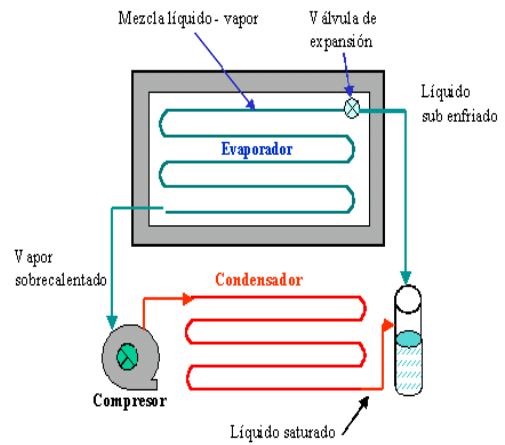 Mezcla líquido - vapor
Válvula de
expansión
Líquido
sub enfriado
Evaporador
Vapor
sobrecalentado
Condensador
Compresor
Líquido saturado